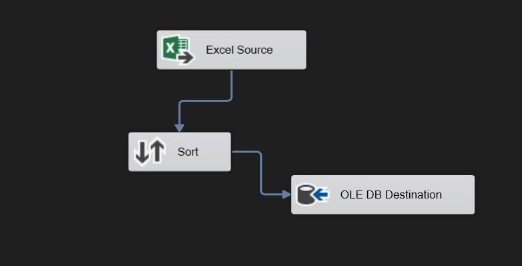 Excel Source
Sort
OLE DB Destination